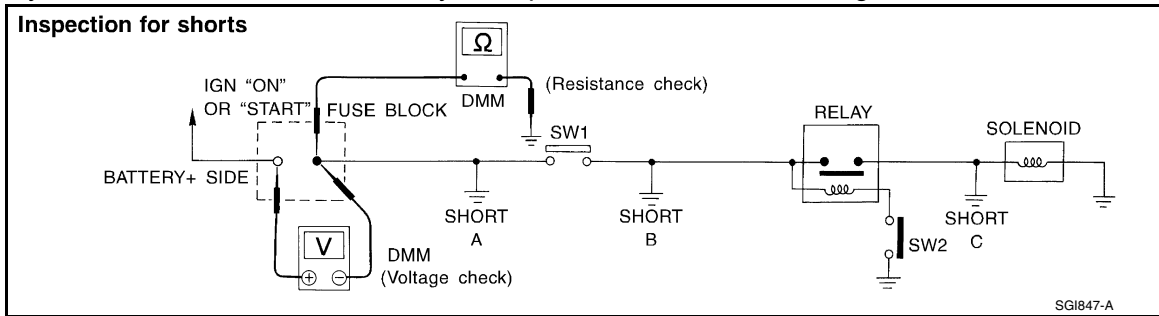 Inspection for shorts
Ω
DMM
(Resistance check)
IGN “ON”
OR “START”
FUSE BLOCK
BATTERY+ SIDE
SW1
RELAY
SOLENOID
SHORT
A
SHORT
B
SHORT
C
SW2
V
+
−
DMM
(Voltage check)
SGI847-A